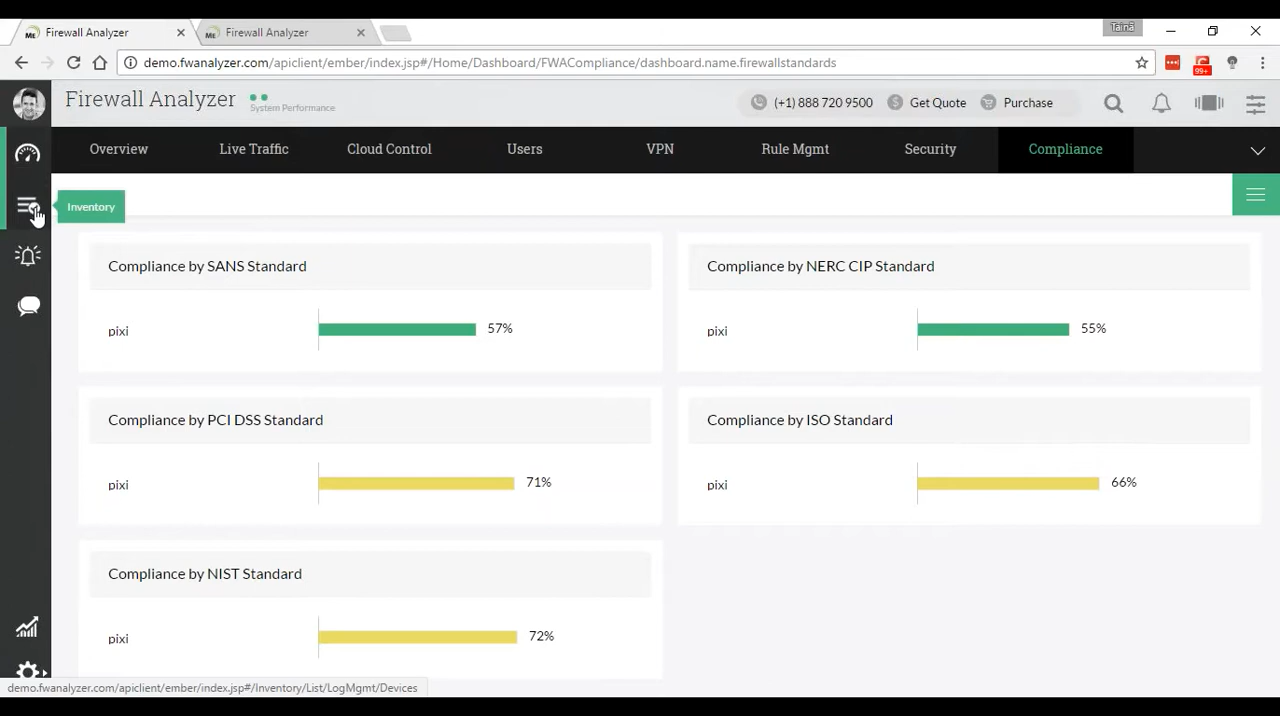 Firewall Analyzer
Firewall Analyzer
Tainã
demo.fwanalyzer.com/apiclient/ember/index.jsp#/Home/Dashboard/FWACompliance/dashboard.name.firewallstandards
99+
Firewall Analyzer
System Performance
(+1) 888 720 9500
Get Quote
Purchase
Overview
Live Traffic
Cloud Control
Users
VPN
Rule Mgmt
Security
Compliance
Inventory
Compliance by SANS Standard
pixi
57%
Compliance by NERC CIP Standard
pixi
55%
Compliance by PCI DSS Standard
pixi
71%
Compliance by ISO Standard
pixi
66%
Compliance by NIST Standard
pixi
72%
demo.fwanalyzer.com/apiclient/ember/index.jsp#/Inventory/List/LogMgmt/Devices